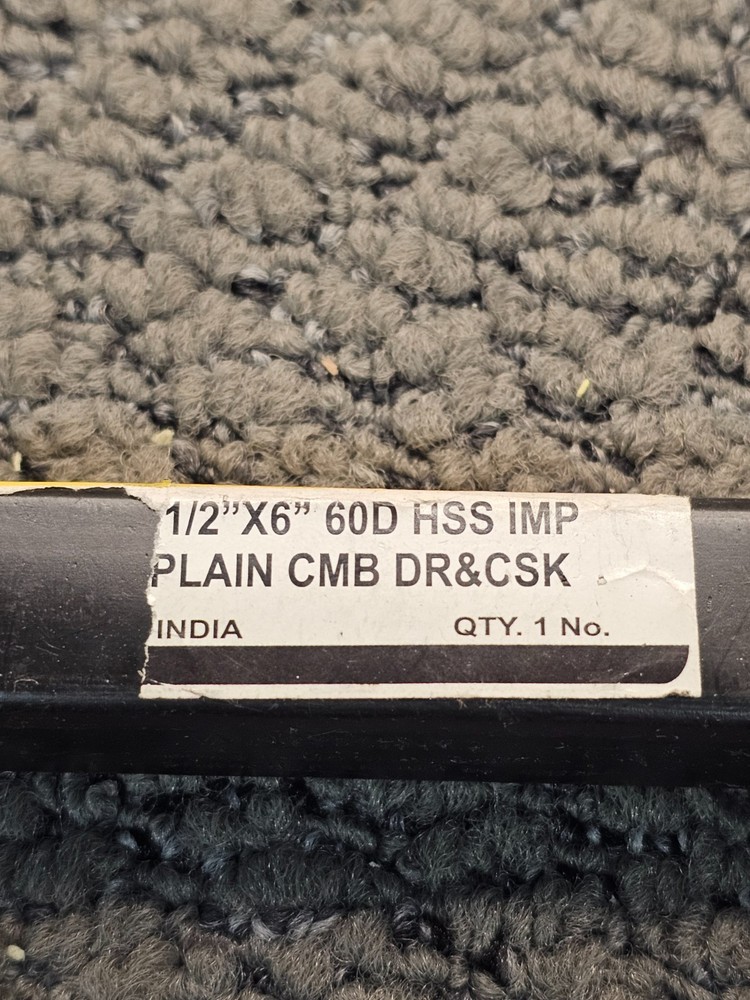 1/2”X6” 60D HSS IMP
PLAIN CMB DR&CSK
INDIA QTY. 1 No.